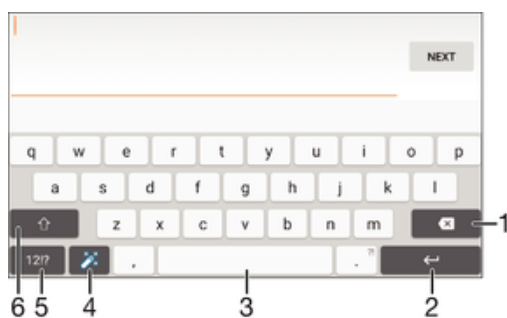 NEXT
q w e r t y u i o p
a s d f g h j k l
z x c v b n m 1
12!? , . ?!
6 5 4 3 2